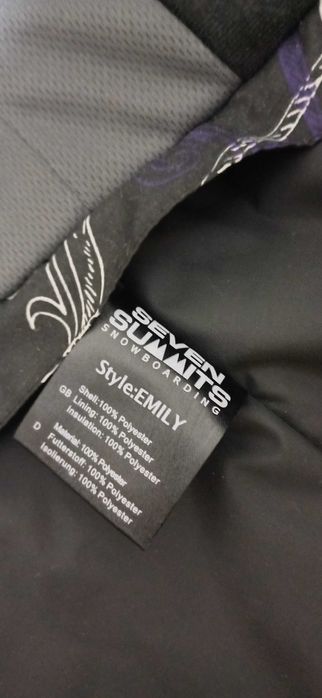 SEVEN
SUMMITS
SNOWBOARDING
Style:EMILY
Shell:100% Polyester
GB Lining: 100% Polyester
Insulation: 100% Polyester
Material: 100% Polyester
D Futterstoff: 100% Polyester
Isolierung: 100% Polyester